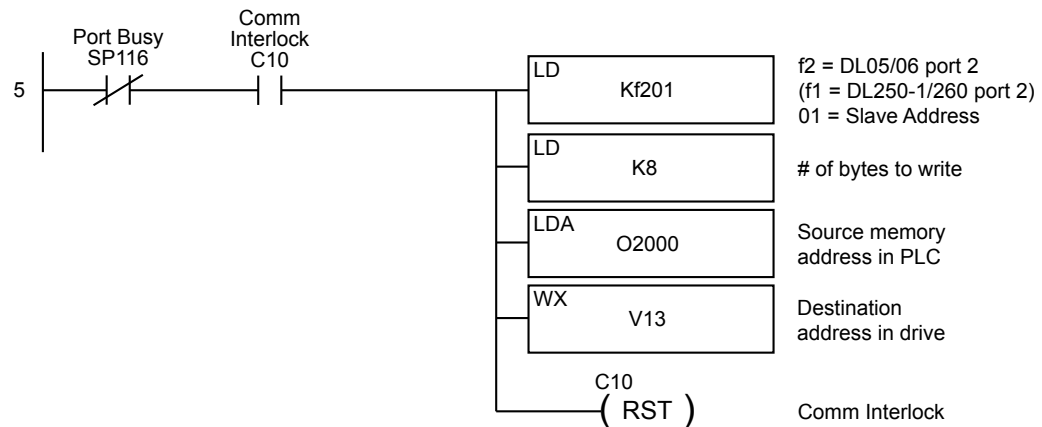 Port Busy
SP116
Comm
Interlock
C10
5
LD
Kf201
f2 = DL05/06 port 2
(f1 = DL250-1/260 port 2)
01 = Slave Address
LD
K8
# of bytes to write
LDA
O2000
Source memory
address in PLC
WX
V13
Destination
address in drive
C10
( RST )
Comm Interlock